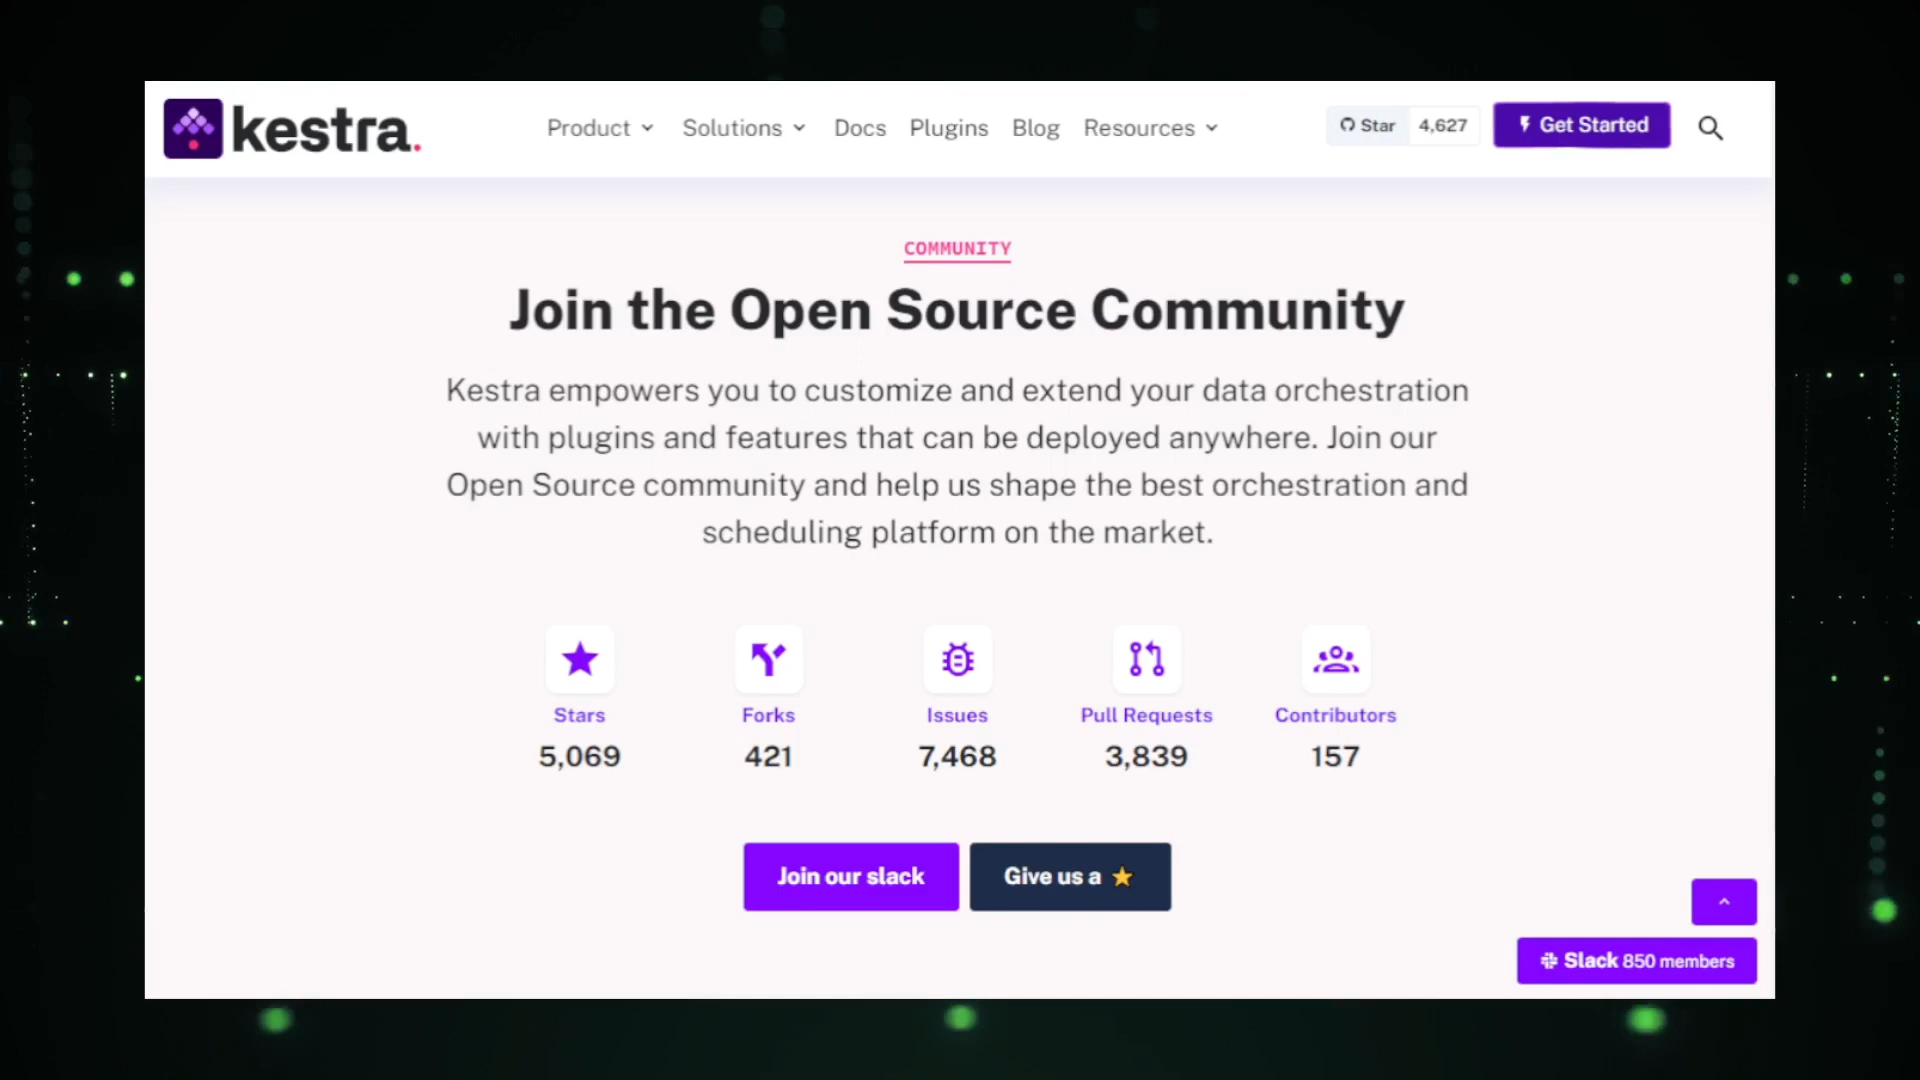 kestra.
Product Solutions Docs Plugins Blog Resources Star 4,627 Get Started
COMMUNITY
Join the Open Source Community
Kestra empowers you to customize and extend your data orchestration
with plugins and features that can be deployed anywhere. Join our
Open Source community and help us shape the best orchestration and
scheduling platform on the market.
Stars Forks Issues Pull Requests Contributors
5,069 421 7,468 3,839 157
Join our slack Give us a
Slack 850 members